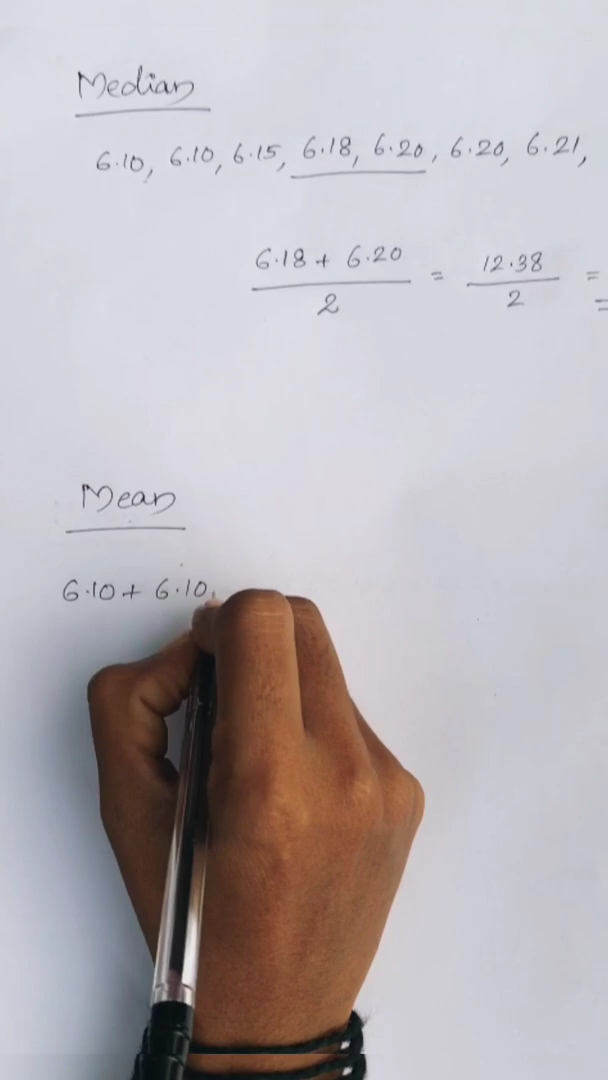 Median
6.10, 6.10, 6.15, 6.18, 6.20, 6.20, 6.21,
6.18 + 6.20 / 2 = 12.38 / 2 =
Mean
6.10 + 6.10